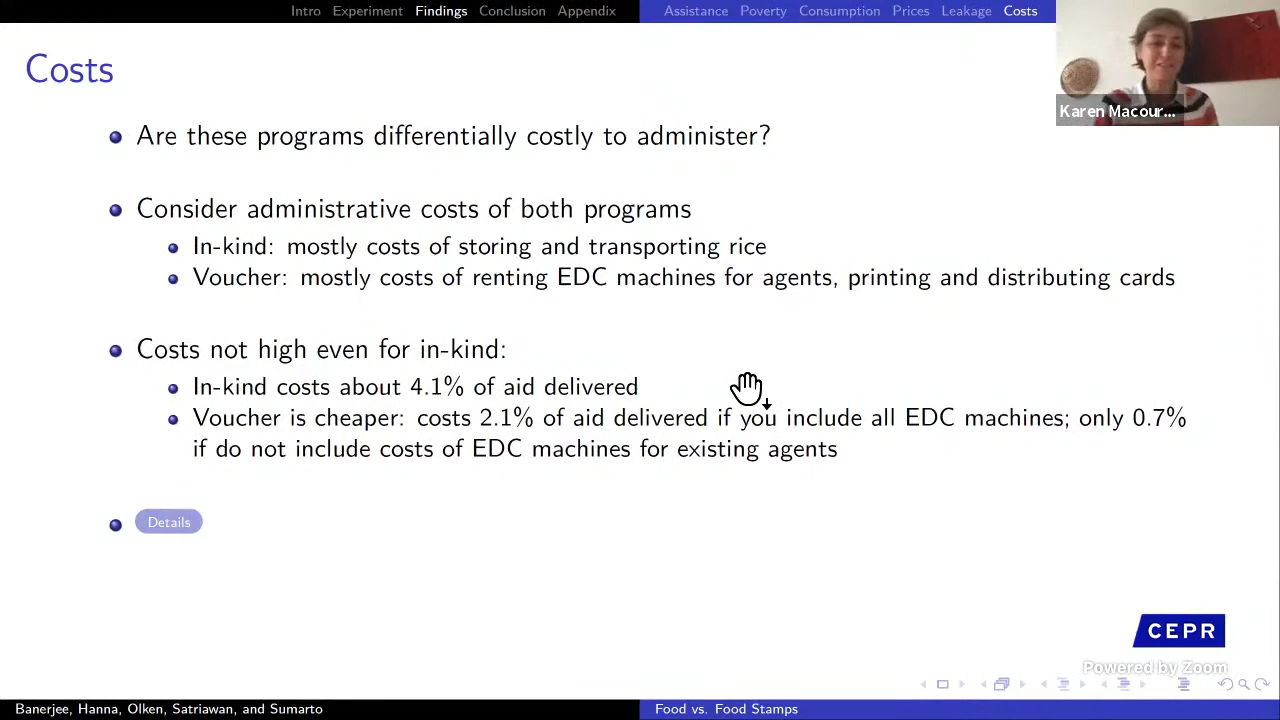 Intro Experiment Findings Conclusion Appendix
Assistance Poverty Consumption Prices Leakage Costs
Karen Macour...
Costs
Are these programs differentially costly to administer?
Consider administrative costs of both programs
In-kind: mostly costs of storing and transporting rice
Voucher: mostly costs of renting EDC machines for agents, printing and distributing cards
Costs not high even for in-kind:
In-kind costs about 4.1% of aid delivered
Voucher is cheaper: costs 2.1% of aid delivered if you include all EDC machines; only 0.7%
if do not include costs of EDC machines for existing agents
Details
CEPR
Powered by Zoom
Banerjee, Hanna, Olken, Satriawan, and Sumarto
Food vs. Food Stamps